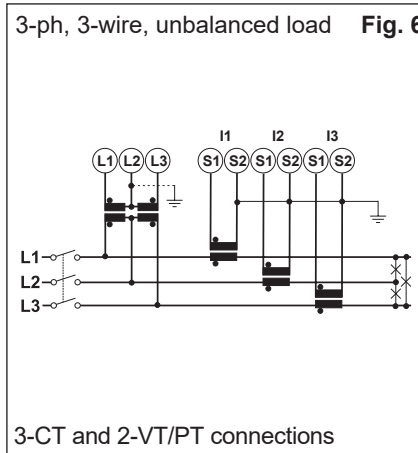 3-ph, 3-wire, unbalanced load Fig. 6
I1 I2 I3
L1 L2 L3 S1 S2 S1 S2 S1 S2
L1
L2
L3
3-CT and 2-VT/PT connections